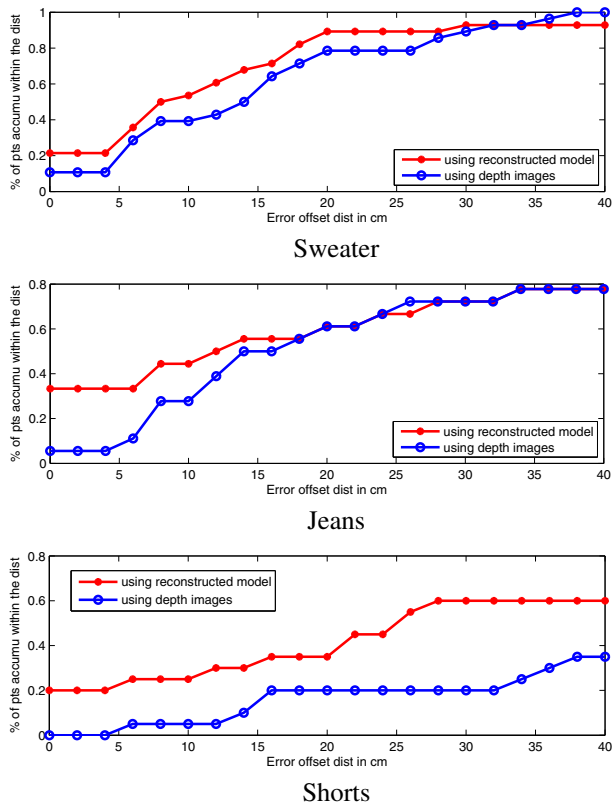 1
0.8
0.6
0.4
0.2
0
% of pts accumu within the dist
using reconstructed model
using depth images
0 5 10 15 20 25 30 35 40
Error offset dist in cm
Sweater
0.8
0.6
0.4
0.2
0
% of pts accumu within the dist
using reconstructed model
using depth images
0 5 10 15 20 25 30 35 40
Error offset dist in cm
Jeans
0.8
0.6
0.4
0.2
0
% of pts accumu within the dist
using reconstructed model
using depth images
0 5 10 15 20 25 30 35 40
Error offset dist in cm
Shorts